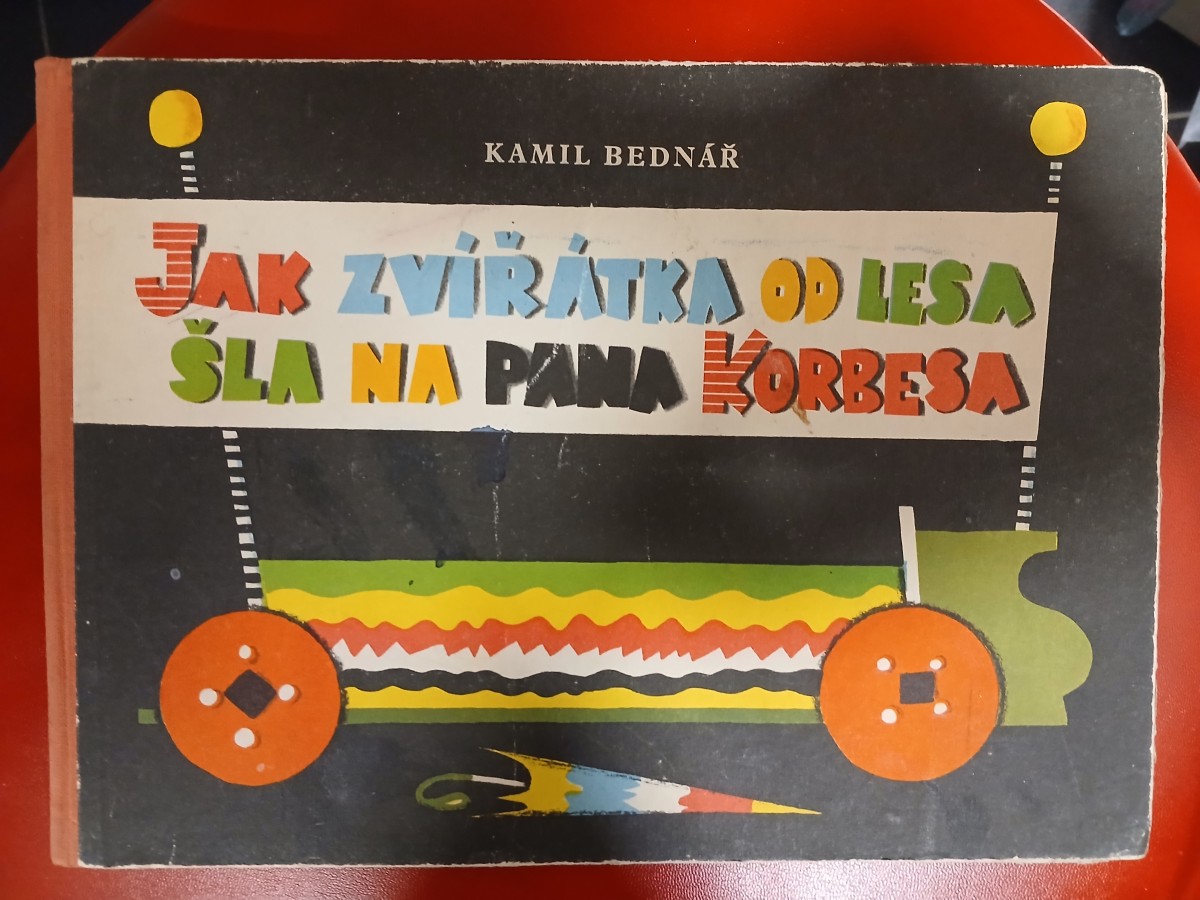 KAMIL BEDNÁŘ
JAK ZVÍŘÁTKA OD LESA
ŠLA NA PANA KORBESA